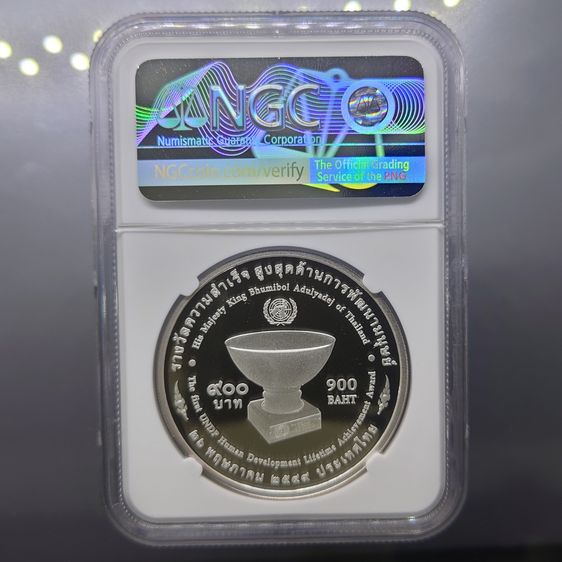 NGC
Numismatic Guaranty Corporation
NGCcoin.com/verify
The Official Grading
Service of the PNG
รางวัลความสำเร็จ สูงสุดด้านการพัฒนามนุษย์
His Majesty King Bhumibol Adulyadej of Thailand
๙๐๐
บาท
900
BAHT
The first UNDP Human Development Lifetime Achievement Award
๒๖ พฤษภาคม ๒๕๔๙ ประเทศไทย